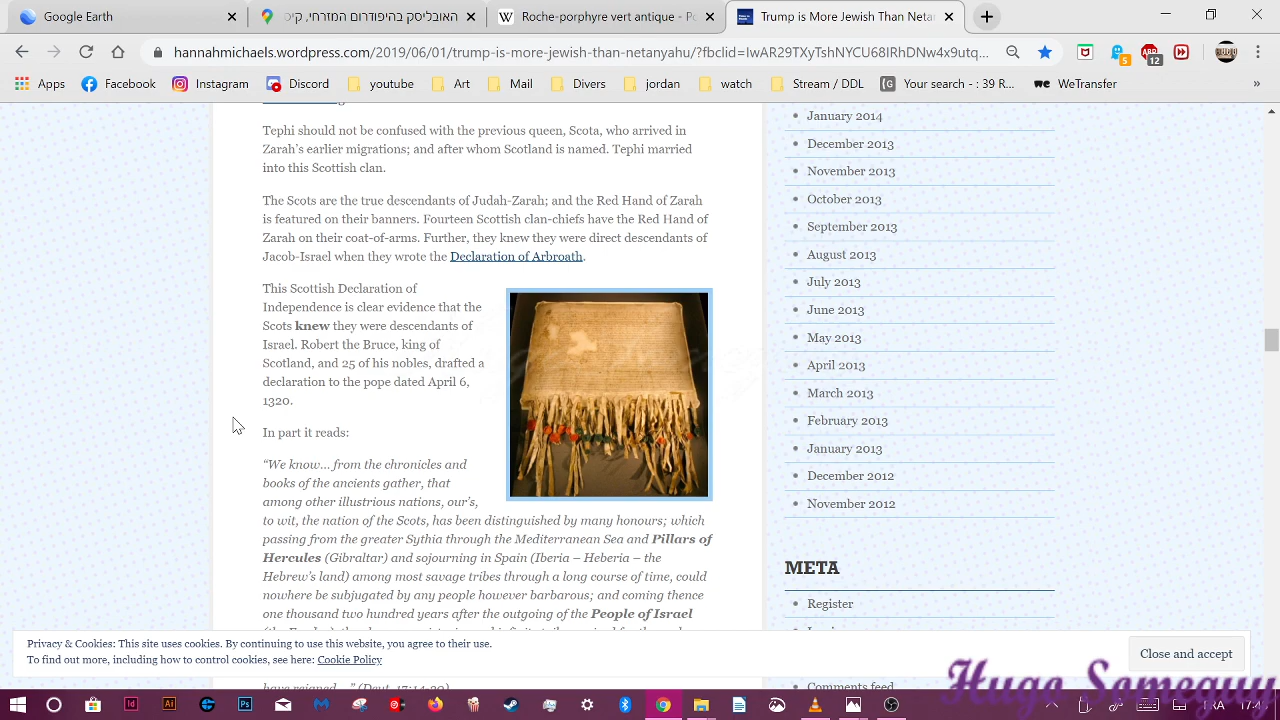 e - Pc
hannahmichaels.wordpress.com/2019/06/01/trump-is-more-jewish-than-netanyahu/?fbclid=IwAR29TXyTshNYCU68IRhDNw4x9utq...
5
12
Apps
Facebook
Instagram
Discord
youtube
Art
Mail
Diverse
jordan
watch
Divers
Your search : 39 R...
WeTransfer
»
Tephi should not be confused with the previous queen, Scota, who arrived in
Zarah's earlier migrations; and after whom Scotland is named. Tephi married
into this Scottish clan.
The Scots are the true descendants of Judah-Zarah; and the Red Hand of Zarah
is featured on their banners. Fourteen Scottish clan-chiefs have the Red Hand of
Zarah on their coat-of-arms. Further, they knew they were direct descendants of
Jacob-Israel when they wrote the Declaration of Arbroath.
This Scottish Declaration of
Independence is clear evidence that the
Scots knew they were descendants of
Israel. Robert the Bruce, king of
Scotland, and 25 of his nobles, drafted a
declaration to the pope dated April 6,
1320.
In part it reads:
"We know... from the chronicles and
books of the ancients gather, that
among other illustrious nations, our's,
to wit, the nation of the Scots, has been distinguished by many honours; which
passing from the greater Sythia through the Mediterranean Sea and Pillars of
Hercules (Gibraltar) and sojourning in Spain (Iberia – Heberia – the
Hebrew's land) among most savage tribes through a long course of time, could
nowhere be subjugated by any people however barbarous; and coming thence
one thousand two hundred years after the outgoing of the People of Israel
have reigned..." (Deut. 17:14-20)
January 2014
December 2013
November 2013
October 2013
September 2013
August 2013
July 2013
June 2013
May 2013
April 2013
March 2013
February 2013
January 2013
December 2012
November 2012
META
Register
Comments feed
Privacy & Cookies: This site uses cookies. By continuing to use this website, you agree to their use.
To find out more, including how to control cookies, see here: Cookie Policy
Close and accept
Hugo Someguy